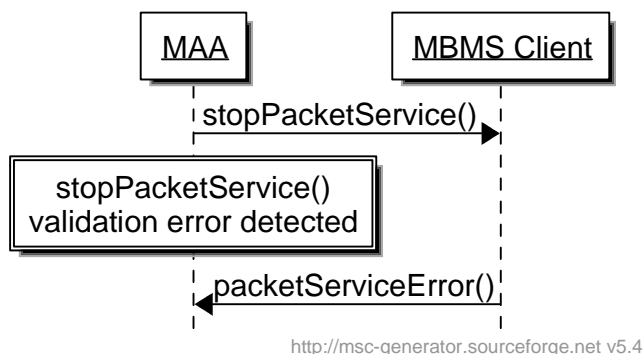 MAA
MBMS Client
stopPacketService()
stopPacketService()
validation error detected
packetServiceError()
http://msc-generator.sourceforge.net v5.4